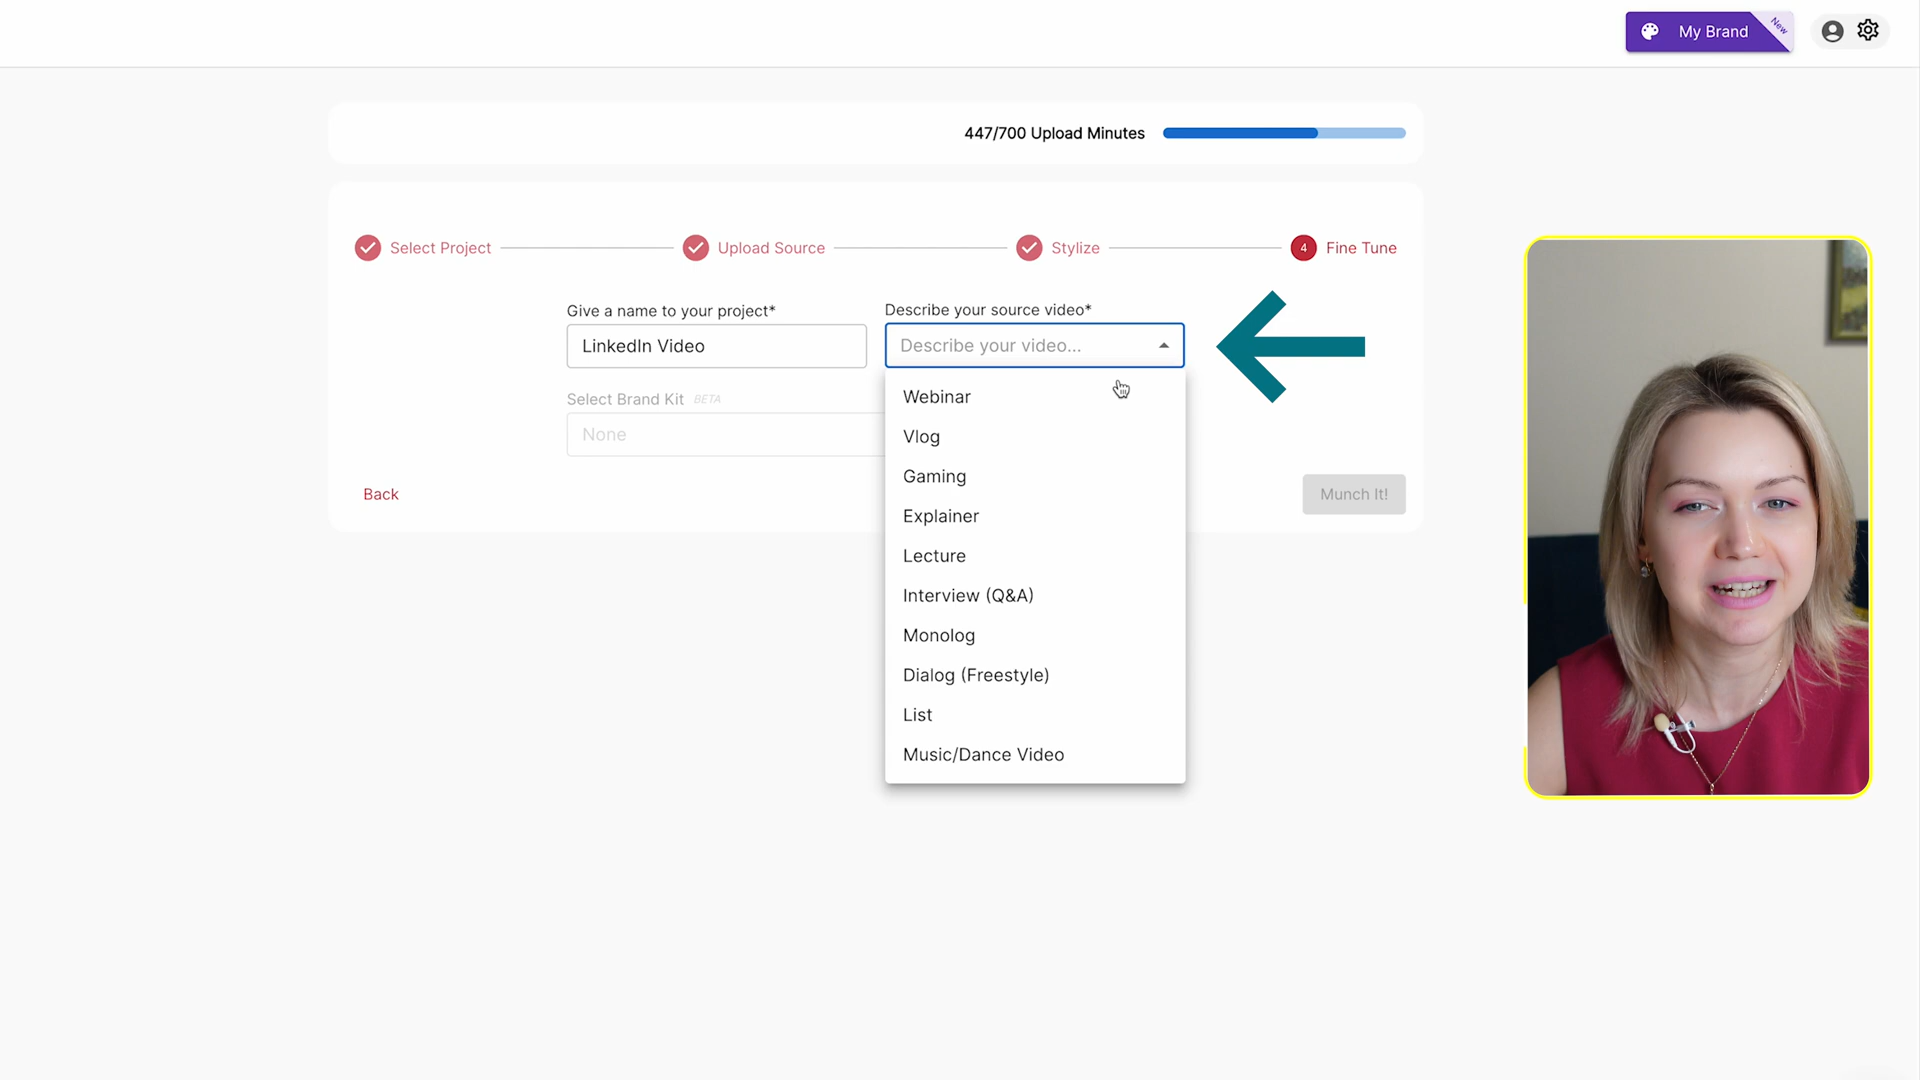 My Brand
New
447/700 Upload Minutes
Select Project
Upload Source
Stylize
4
Fine Tune
Give a name to your project*
Describe your source video*
LinkedIn Video
Describe your video...
Select Brand Kit BETA
None
Webinar
Vlog
Gaming
Explainer
Lecture
Interview (Q&A)
Monolog
Dialog (Freestyle)
List
Music/Dance Video
Back
Munch It!